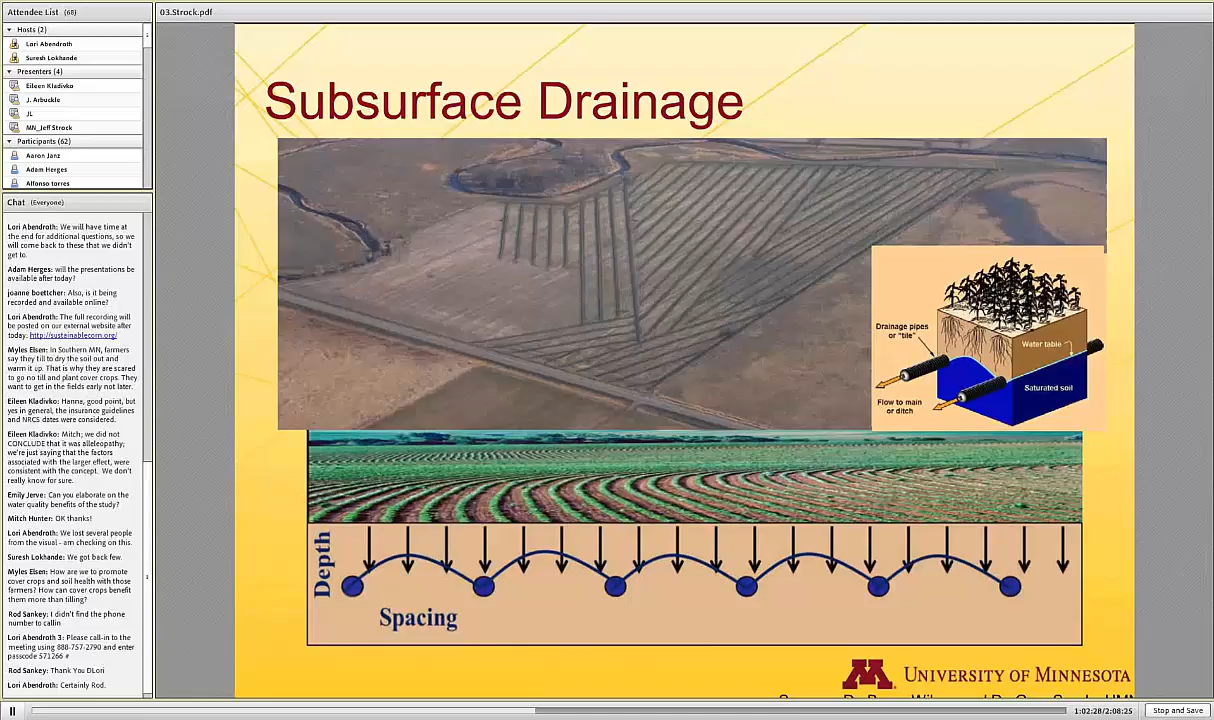 Attendee List (68)
03.Strock.pdf
Hosts (2)
Lori Abendroth
Suresh Lokhande
Presenters (4)
Eileen Kladivko
J. Arbuckle
JL
MN_Jeff Strock
Participants (62)
Aaron Janz
Adam Herges
Alfonso torres
Chat (Everyone)
Lori Abendroth: We will have time at
the end for additional questions, so we
will come back to these that we didn't
get to.
Adam Herges: will the presentations be
available after today?
joanne boettcher: Also, is it being
recorded and available online?
Lori Abendroth: The full recording will
be posted on our external website after
today. http://sustainablecorn.org/
Myles Elsen: In Southern MN, farmers
say they till to dry the soil out and
warm it up. That is why they are scared
to go no till and plant cover crops. They
want to get in the fields early not later.
Eileen Kladivko: Hanna, good point, but
yes in general, the insurance guidelines
and NRCS dates were considered.
Eileen Kladivko: Mitch; we did not
CONCLUDE that it was alleleopathy;
we're just saying that the factors
associated with the larger effect, were
consistent with the concept. We don't
really know for sure.
Emily Jerve: Can you elaborate on the
water quality benefits of the study?
Mitch Hunter: OK thanks!
Lori Abendroth: We lost several people
from the visual - am checking on this.
Suresh Lokhande: We got back few.
Myles Elsen: How are we to promote
cover crops and soil health with those
farmers? How can cover crops benefit
them more than tilling?
Rod Sankey: I didn't find the phone
number to callin
Lori Abendroth 3: Please call-in to the
meeting using 888-757-2790 and enter
passcode 571266 #
Rod Sankey: Thank You DLori
Lori Abendroth: Certainly Rod.
Subsurface Drainage
Drainage pipes
or "tile"
Water table
Saturated soil
Flow to main
or ditch
Depth
Spacing
UNIVERSITY OF MINNESOTA
1:02:28/2:08:25
Stop and Save